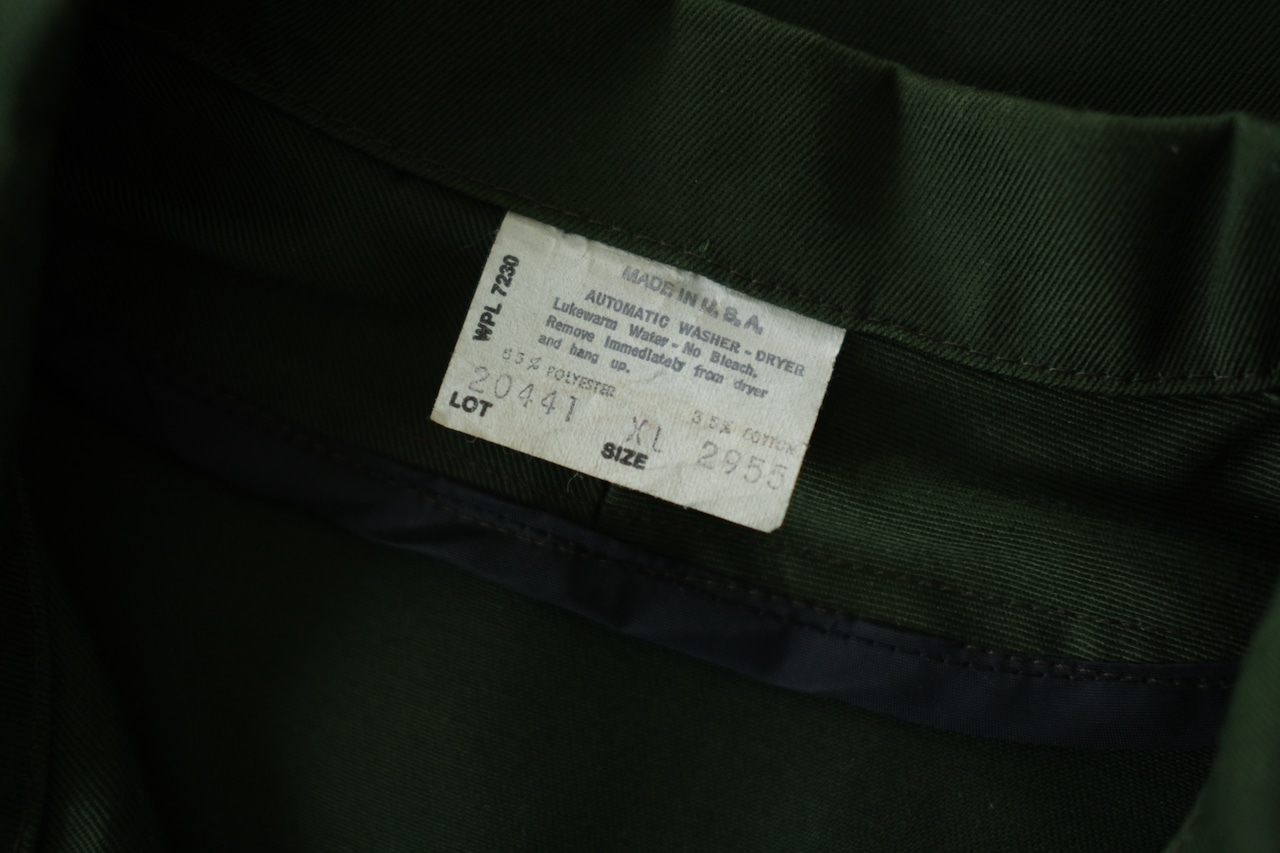 WPL 7230
MADE IN U.S.A.
AUTOMATIC WASHER - DRYER
Lukewarm Water - No Bleach.
Remove immediately from dryer
and hang up.
65% POLYESTER 35% COTTON
LOT 20441
SIZE XL 2955